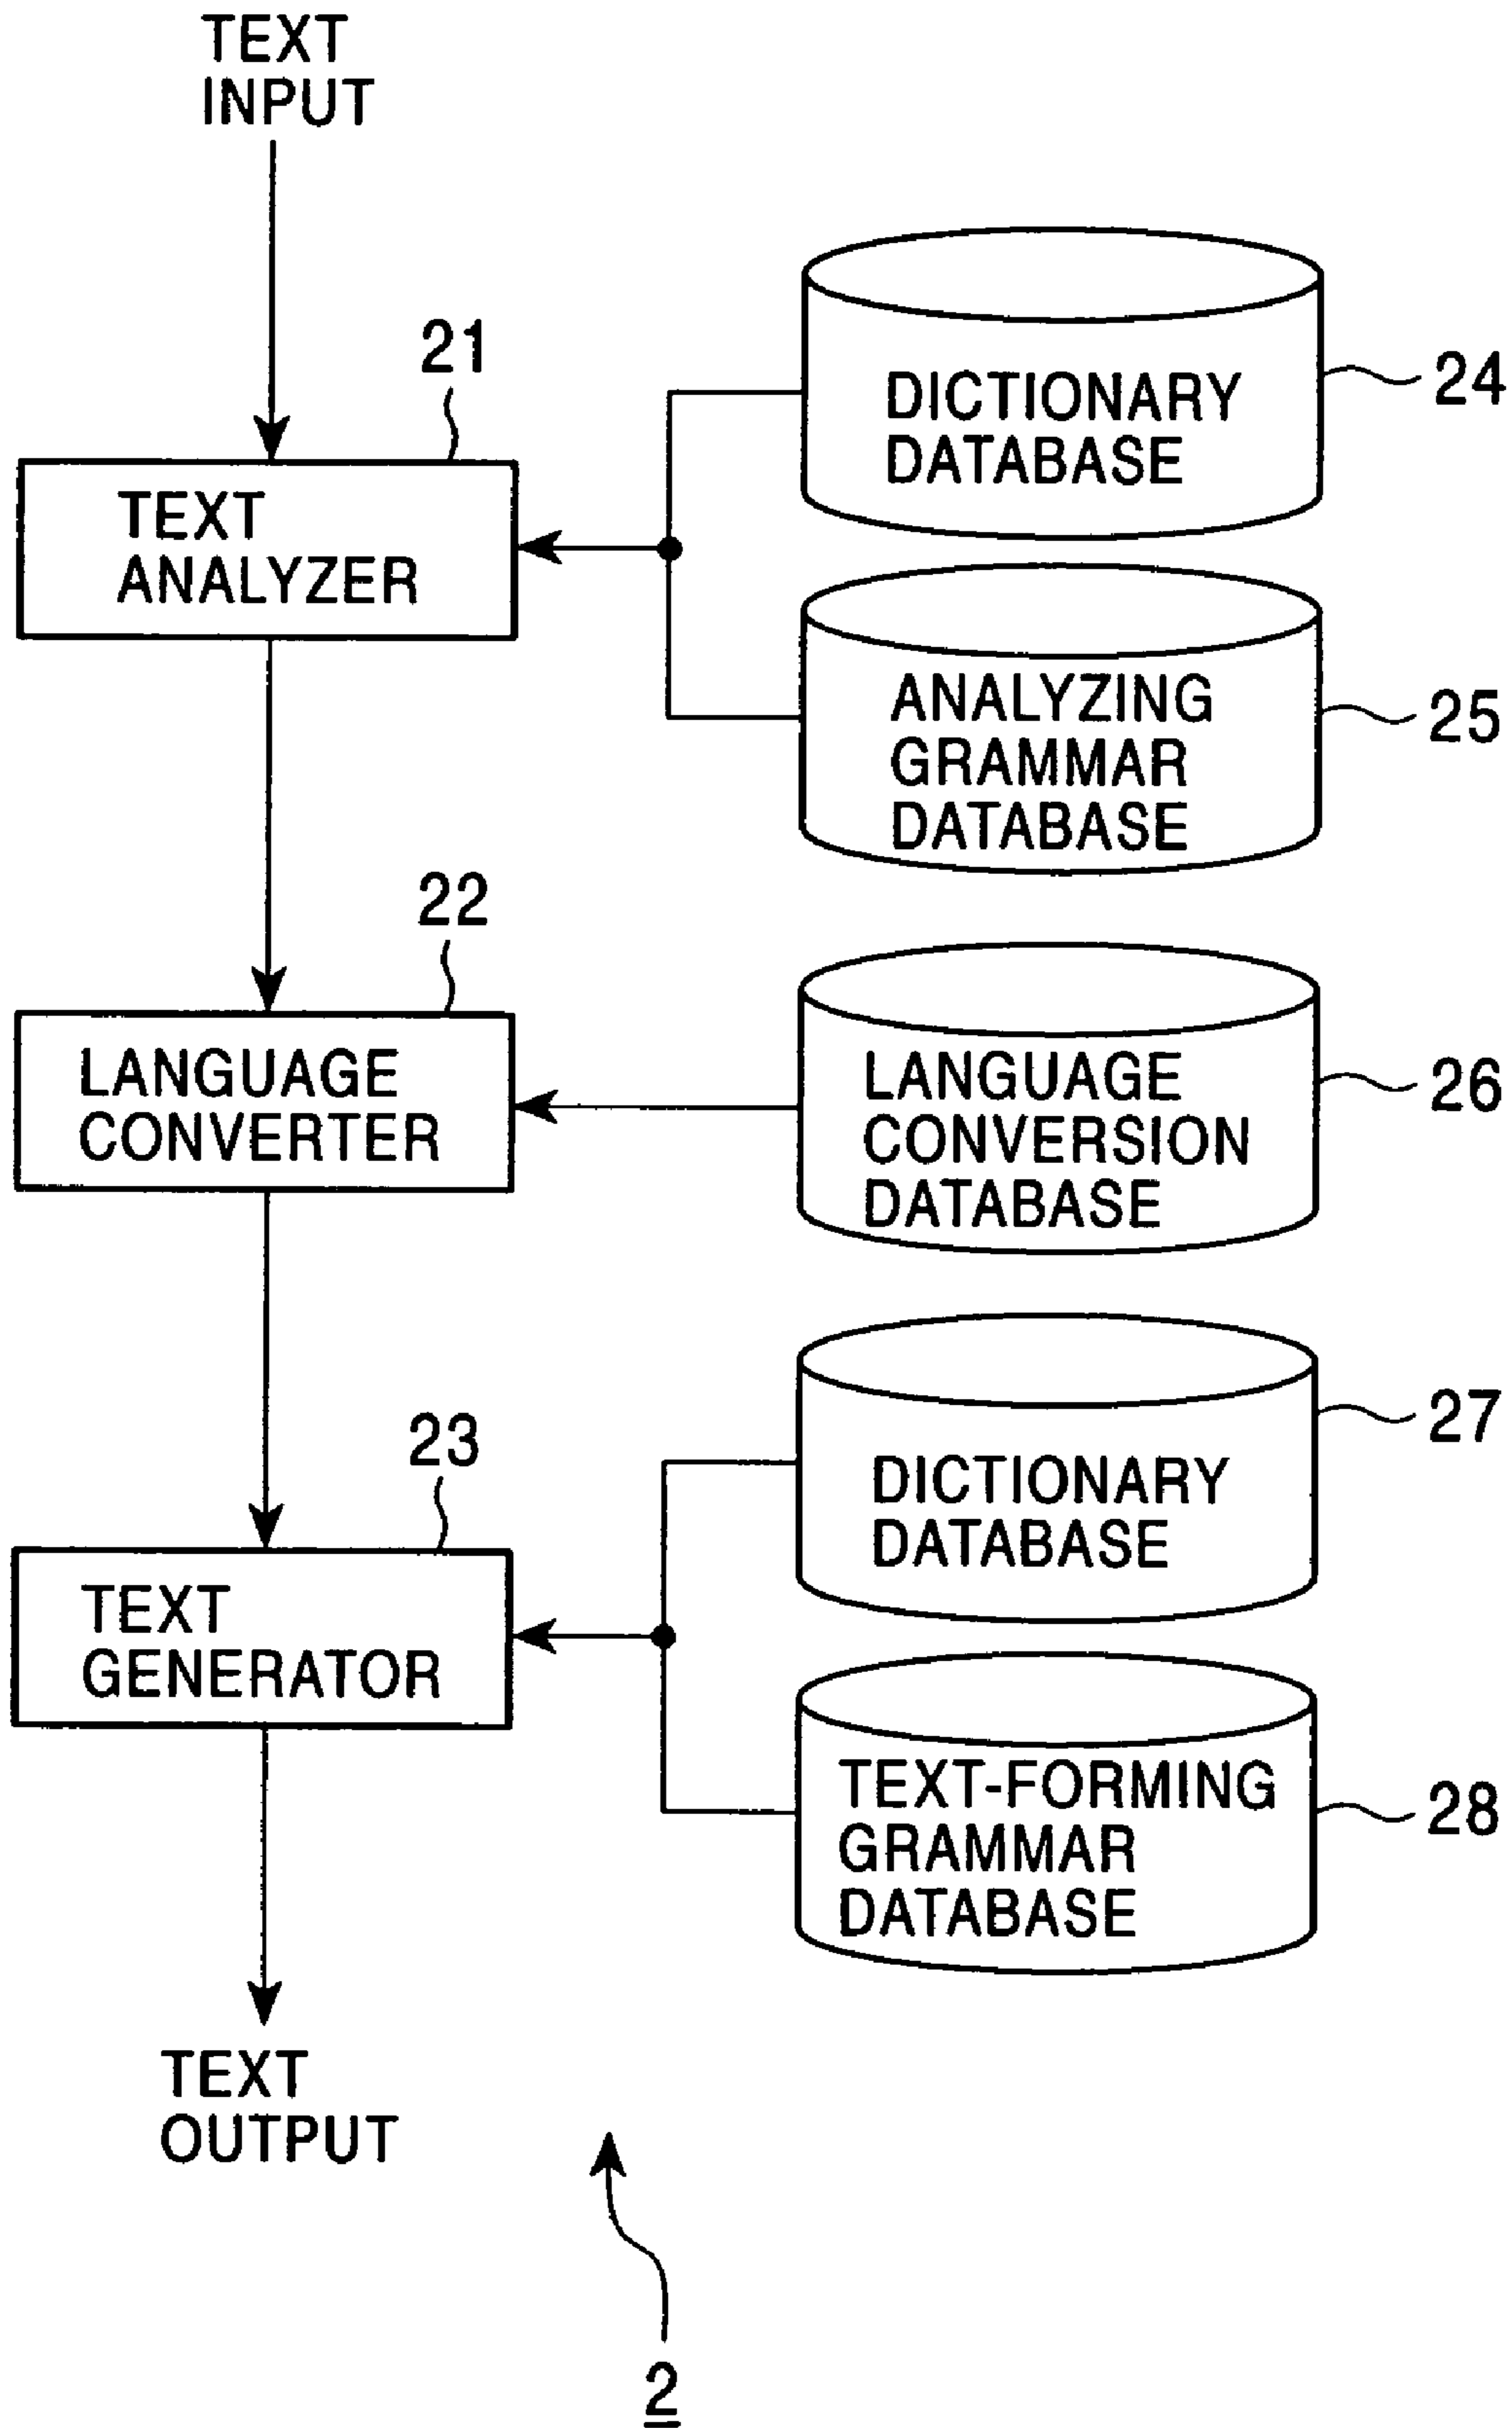 TEXT
INPUT
21
TEXT
ANALYZER
DICTIONARY
DATABASE
24
ANALYZING
GRAMMAR
DATABASE
25
22
LANGUAGE
CONVERTER
LANGUAGE
CONVERSION
DATABASE
26
23
TEXT
GENERATOR
DICTIONARY
DATABASE
27
TEXT-FORMING
GRAMMAR
DATABASE
28
TEXT
OUTPUT
2